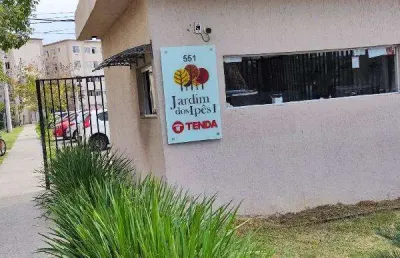 551
Jardim
dos Ipês I
TENDA